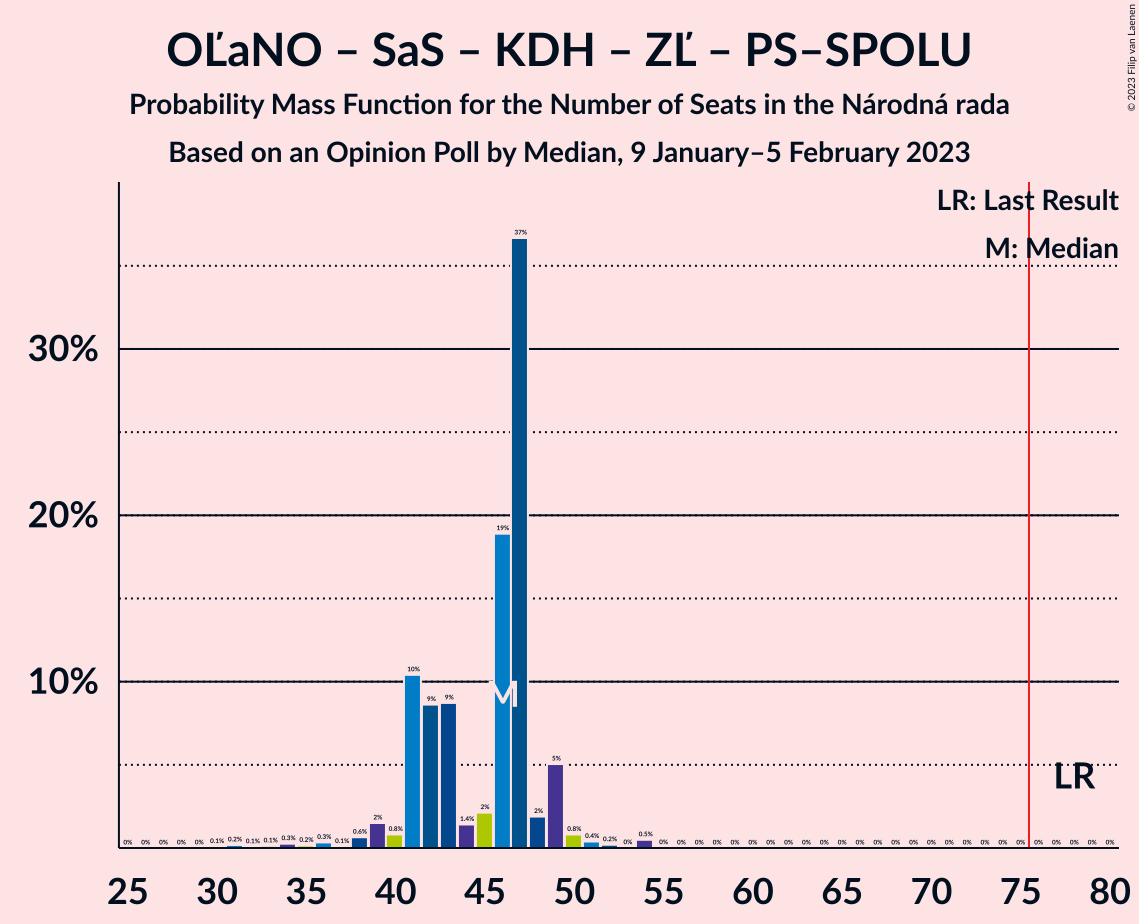 OĽaNO – SaS – KDH – ZĽ – PS–SPOLU
Probability Mass Function for the Number of Seats in the Národná rada
Based on an Opinion Poll by Median, 9 January–5 February 2023
© 2023 Filip van Laenen
LR: Last Result
M: Median
30%
20%
10%
0% 0% 0% 0% 0% 0.1% 0.2% 0.1% 0.1% 0.3% 0.2% 0.3% 0.1% 0.6% 2% 0.8% 10% 9% 9% 1.4% 2% 19% 37% 2% 5% 0.8% 0.4% 0.2% 0% 0.5% 0% 0% 0% 0% 0% 0% 0% 0% 0% 0% 0% 0% 0% 0% 0% 0% 0% 0% 0% 0% 0% 0% 0% 0% 0% 0%
M
LR
25 30 35 40 45 50 55 60 65 70 75 80